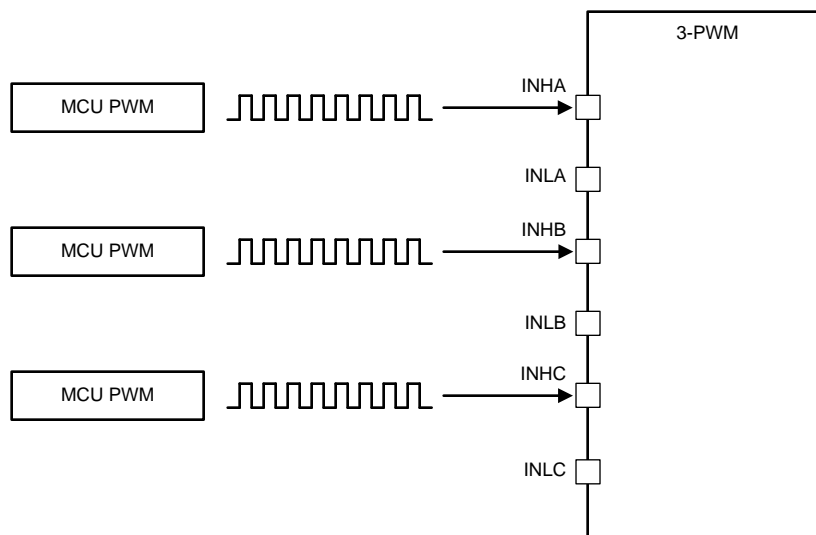 3-PWM
MCU PWM
INHA
INLA
MCU PWM
INHB
INLB
MCU PWM
INHC
INLC